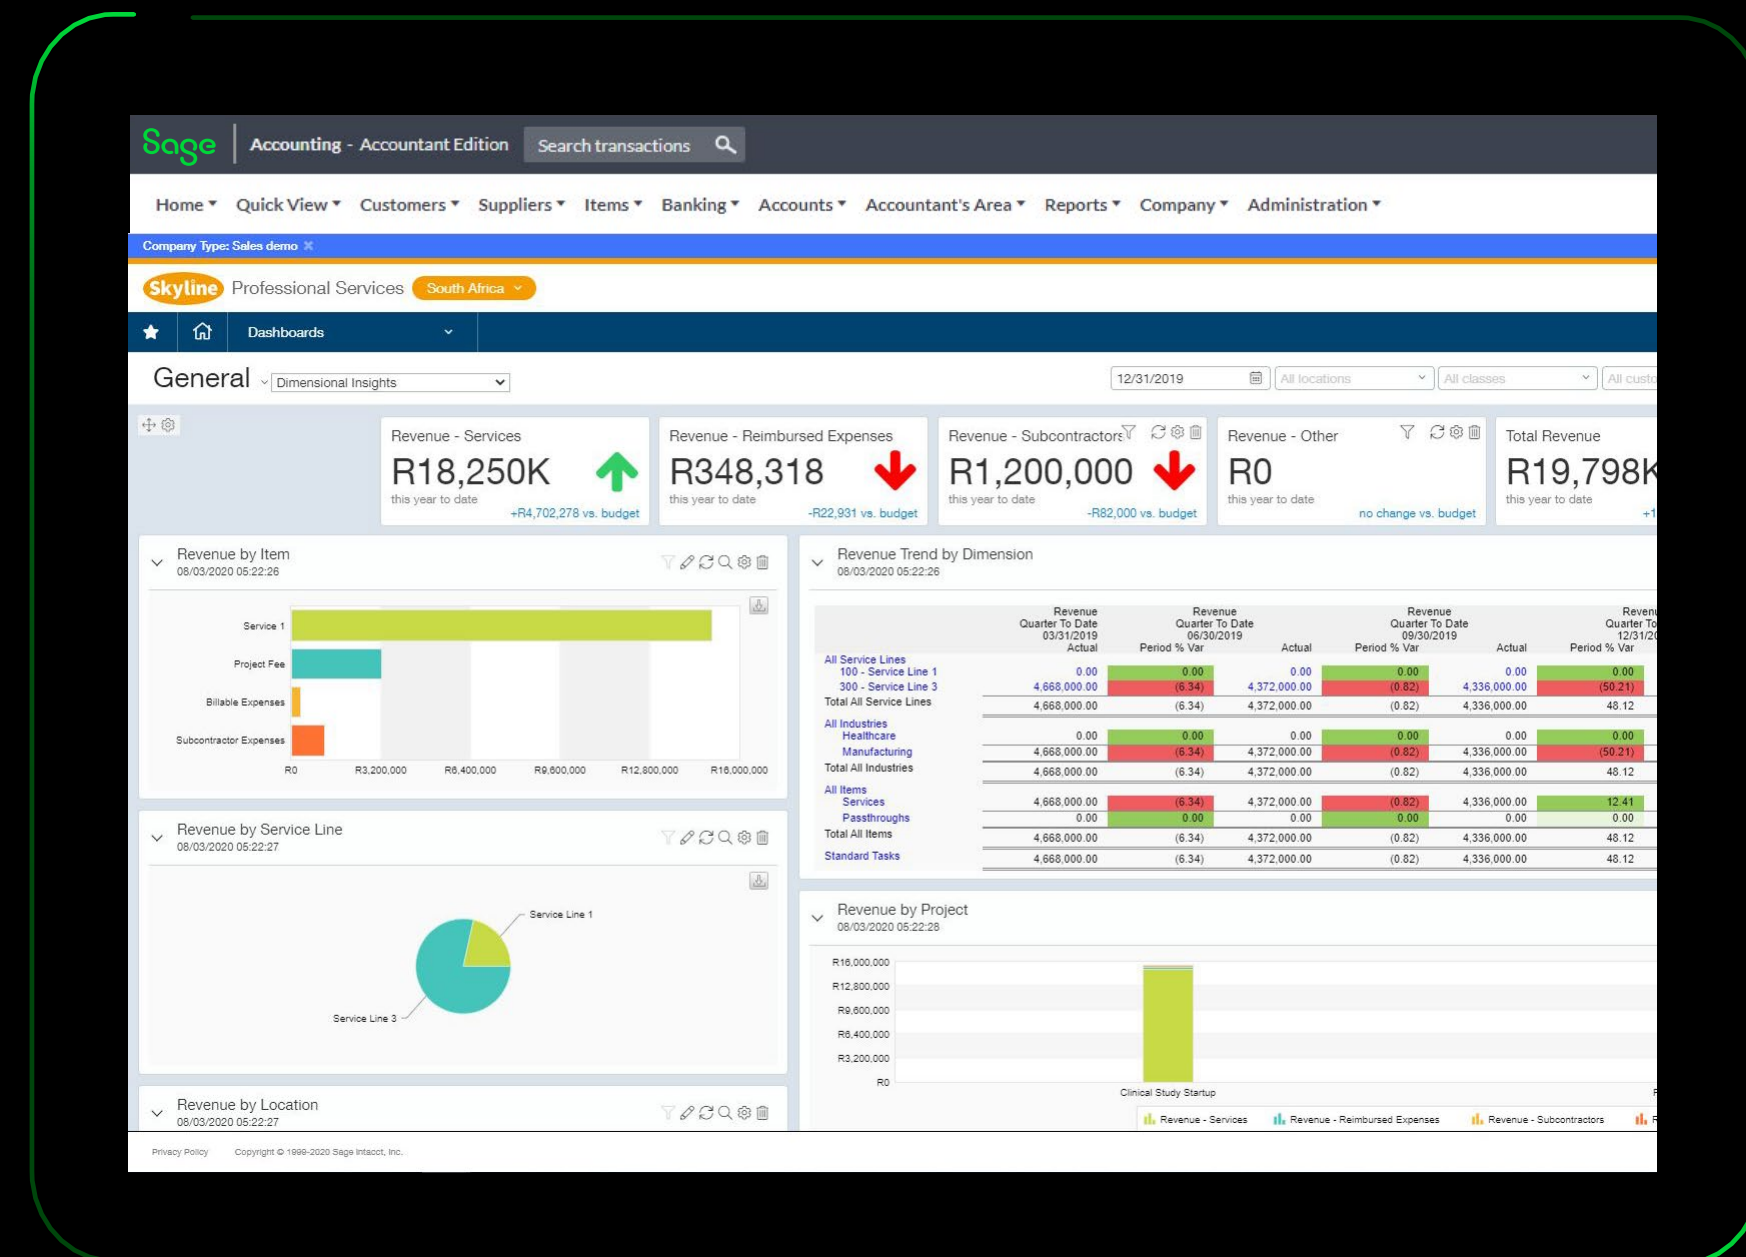 Sage Accounting - Accountant Edition Search transactions
Home Quick View Customers Suppliers Items Banking Accounts Accountant's Area Reports Company Administration
Company Type: Sales demo
Skyline Professional Services South Africa
Dashboards
General Dimensional Insights 12/31/2019 All locations All classes All custo
Revenue - Services
R18,250K
this year to date
+R4,702,278 vs. budget
Revenue - Reimbursed Expenses
R348,318
this year to date
-R22,931 vs. budget
Revenue - Subcontractors
R1,200,000
this year to date
-R82,000 vs. budget
Revenue - Other
R0
this year to date
no change vs. budget
Total Revenue
R19,798K
this year to date
+1
Revenue by Item
08/03/2020 05:22:26
Service 1
Project Fee
Billable Expenses
Subcontractor Expenses
R0 R3,200,000 R6,400,000 R9,600,000 R12,800,000 R16,000,000
Revenue by Service Line
08/03/2020 05:22:27
Service Line 1
Service Line 3
Revenue by Location
08/03/2020 05:22:27
Revenue Trend by Dimension
08/03/2020 05:22:26
Revenue Revenue Revenue Revenu
Quarter To Date Quarter To Date Quarter To Date Quarter To
03/31/2019 06/30/2019 09/30/2019 12/31/20
Actual Period % Var Actual Period % Var Actual Period % Var
All Service Lines
100 - Service Line 1 0.00 0.00 0.00 0.00 0.00 0.00
300 - Service Line 3 4,668,000.00 (6.34) 4,372,000.00 (0.82) 4,336,000.00 (50.21)
Total All Service Lines 4,668,000.00 (6.34) 4,372,000.00 (0.82) 4,336,000.00 48.12
All Industries
Healthcare 0.00 0.00 0.00 0.00 0.00 0.00
Manufacturing 4,668,000.00 (6.34) 4,372,000.00 (0.82) 4,336,000.00 (50.21)
Total All Industries 4,668,000.00 (6.34) 4,372,000.00 (0.82) 4,336,000.00 48.12
All Items
Services 4,668,000.00 (6.34) 4,372,000.00 (0.82) 4,336,000.00 12.41
Passthroughs 0.00 0.00 0.00 0.00 0.00 0.00
Total All Items 4,668,000.00 (6.34) 4,372,000.00 (0.82) 4,336,000.00 48.12
Standard Tasks 4,668,000.00 (6.34) 4,372,000.00 (0.82) 4,336,000.00 48.12
Revenue by Project
08/03/2020 05:22:28
R16,000,000
R12,800,000
R9,600,000
R6,400,000
R3,200,000
R0
Clinical Study Startup
Revenue - Services Revenue - Reimbursed Expenses Revenue - Subcontractors
Privacy Policy Copyright © 1999-2020 Sage Intacct, Inc.